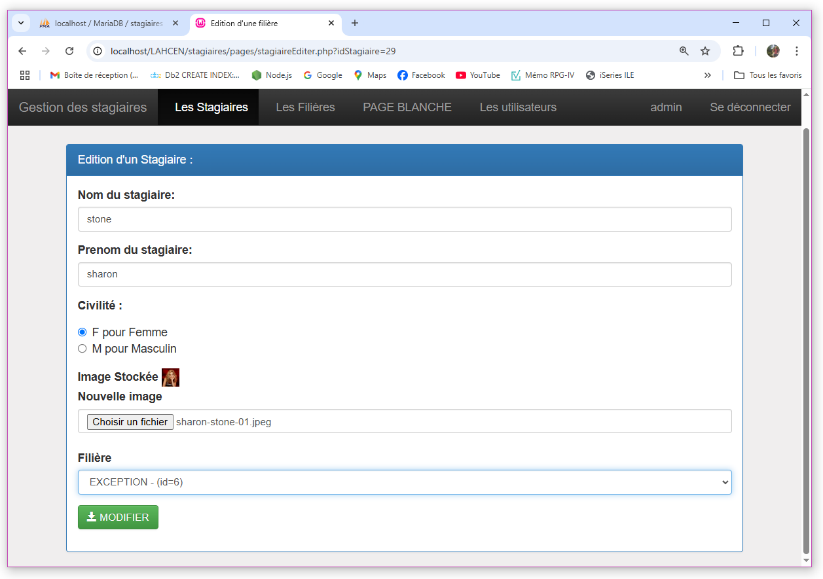 localhost / MariaDB / stagiaires
Edition d'une filière
localhost/LAHCEN/stagiaires/pages/stagiaireEditer.php?idStagiaire=29
Boîte de réception (...
Db2 CREATE INDEX:...
Node.js
Google
Maps
Facebook
YouTube
Mémo RPG-IV
iSeries ILE
Tous les favoris
Gestion des stagiaires
Les Stagiaires
Les Filières
PAGE BLANCHE
Les utilisateurs
admin
Se déconnecter
Edition d'un Stagiaire :
Nom du stagiaire:
stone
Prenom du stagiaire:
sharon
Civilité :
F pour Femme
M pour Masculin
Image Stockée
Nouvelle image
Choisir un fichier sharon-stone-01.jpeg
Filière
EXCEPTION - (id=6)
MODIFIER